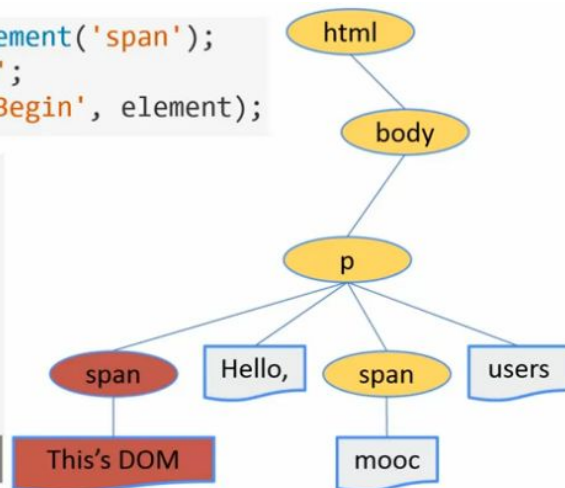 ement('span');
';
Begin', element);
html
body
p
span
Hello,
span
users
This's DOM
mooc